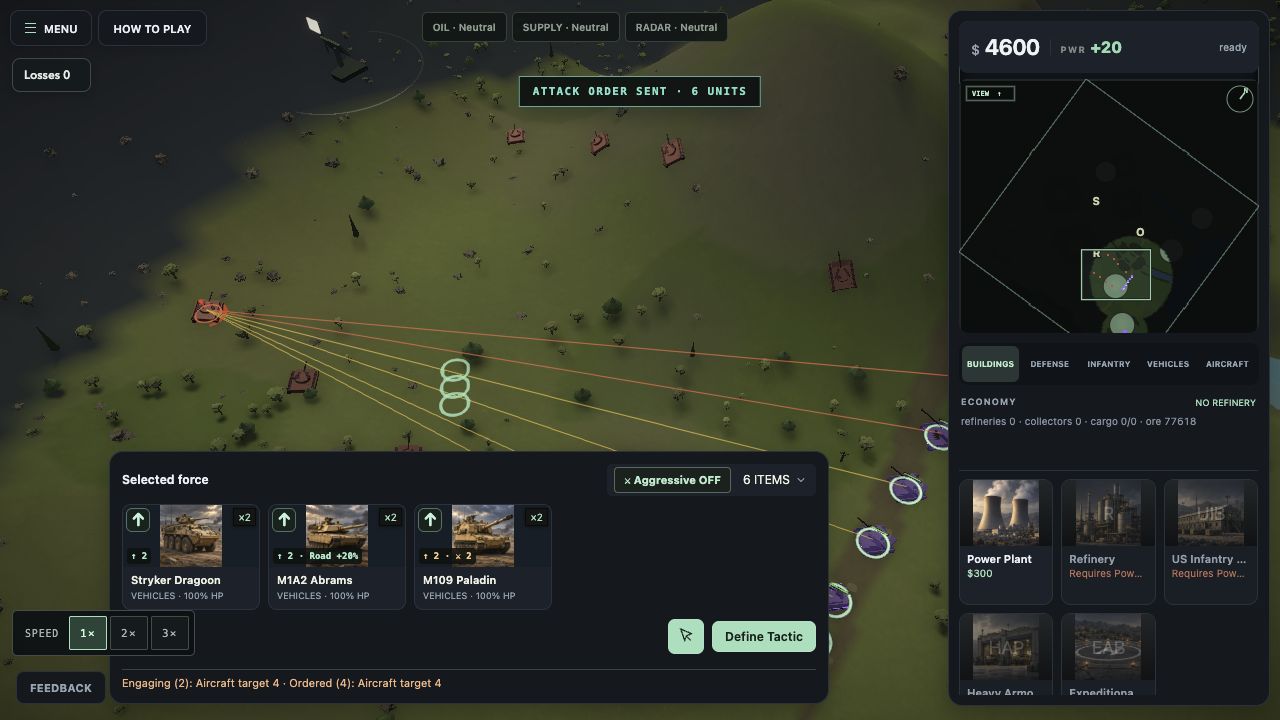 MENU
HOW TO PLAY
OIL · Neutral
SUPPLY · Neutral
RADAR · Neutral
Losses 0
ATTACK ORDER SENT · 6 UNITS
$ 4600
PWR +20
ready
VIEW ↑
N
S
O
R
BUILDINGS
DEFENSE
INFANTRY
VEHICLES
AIRCRAFT
ECONOMY
NO REFINERY
refineries 0 · collectors 0 · cargo 0/0 · ore 77618
Power Plant
$300
R
Refinery
Requires Pow...
UIB
US Infantry ...
Requires Pow...
HAP
Heavy Armo
EAB
Expeditiona
Selected force
× Aggressive OFF
6 ITEMS
×2
↑ 2
Stryker Dragoon
VEHICLES · 100% HP
×2
↑ 2 · Road +20%
M1A2 Abrams
VEHICLES · 100% HP
×2
↑ 2 · × 2
M109 Paladin
VEHICLES · 100% HP
Define Tactic
Engaging (2): Aircraft target 4 · Ordered (4): Aircraft target 4
SPEED
1×
2×
3×
FEEDBACK